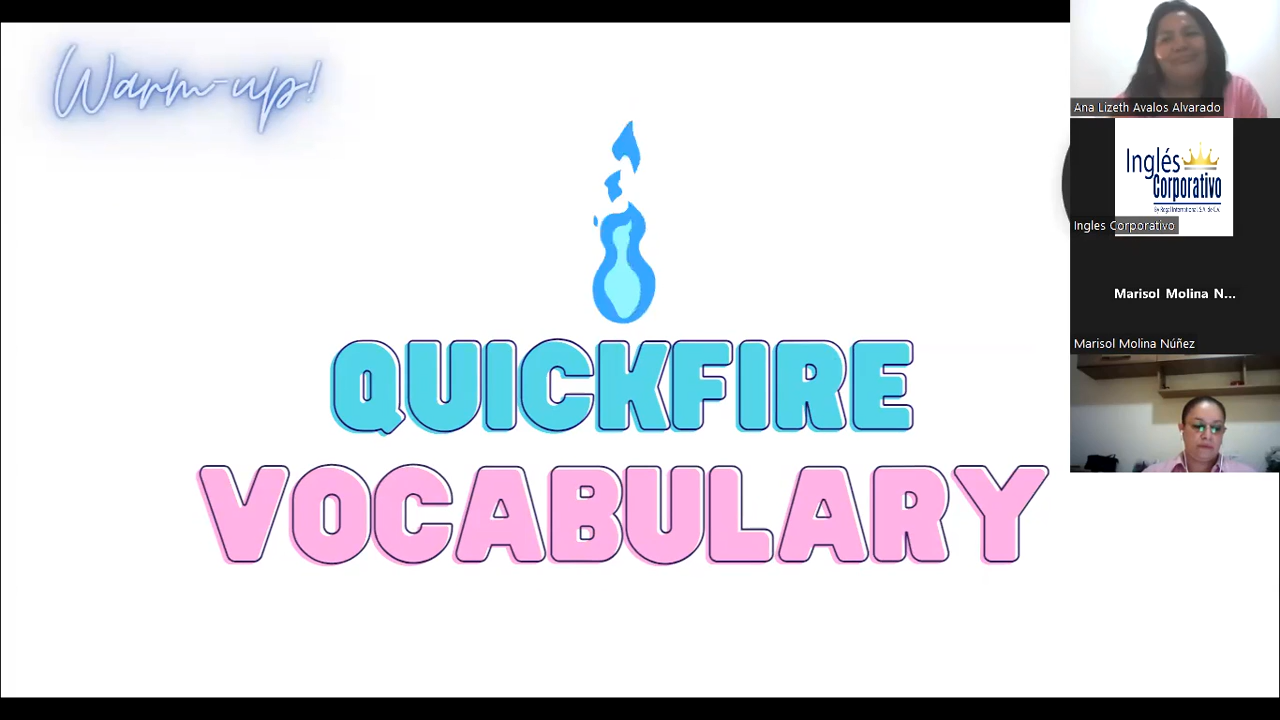 Warm-up!
QUICKFIRE
VOCABULARY
Ana Lizeth Avalos Alvarado
Inglés
Corporativo
Ingles Corporativo
Marisol Molina N...
Marisol Molina Núñez